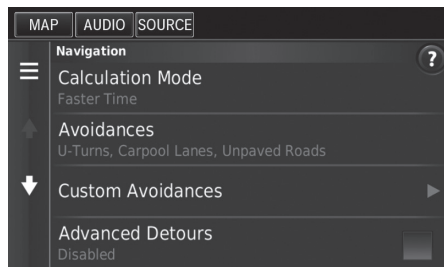 MAP AUDIO SOURCE
Navigation
?
Calculation Mode
Faster Time
Avoidances
U-Turns, Carpool Lanes, Unpaved Roads
Custom Avoidances
Advanced Detours
Disabled